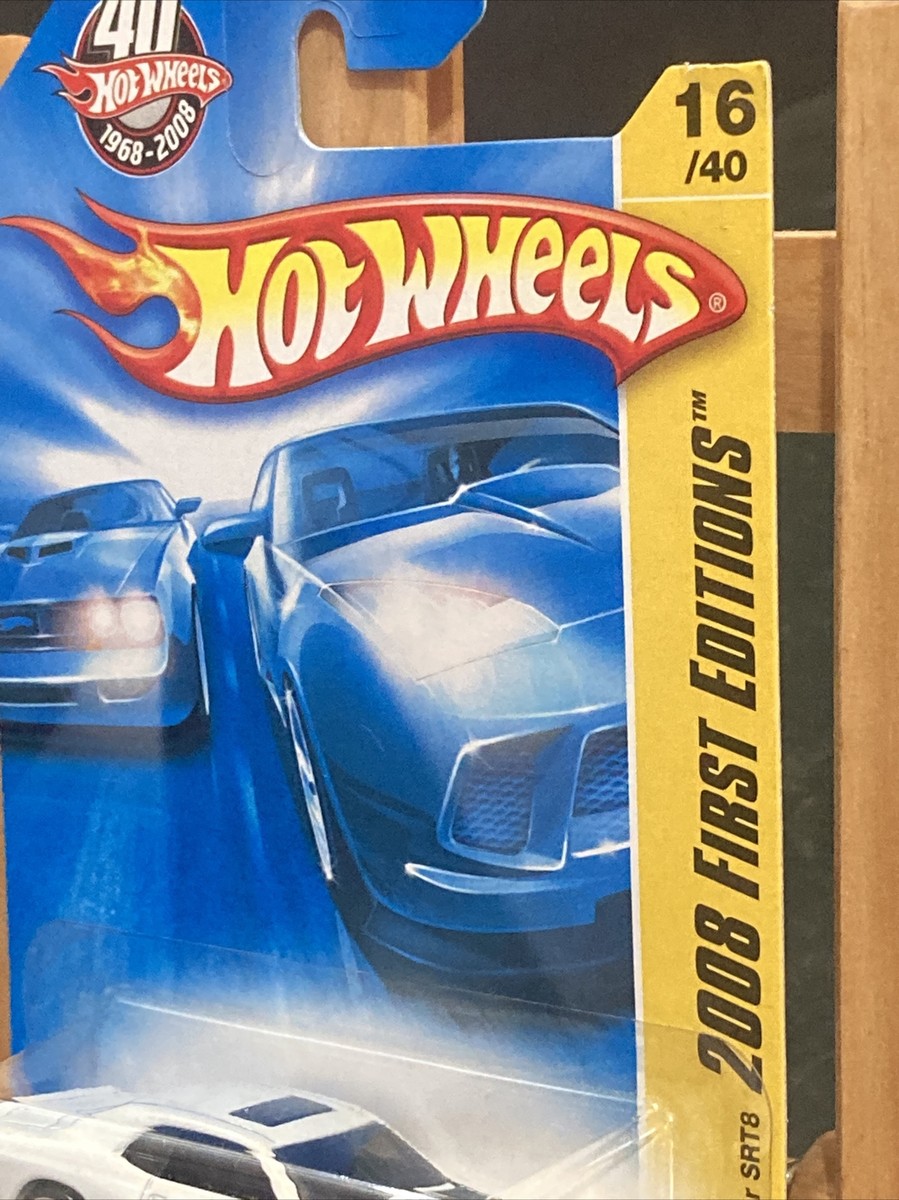 40
HOT WHEELS
1968-2008
16
/40
HOT WHEELS®
2008 FIRST EDITIONS™
r SRT8